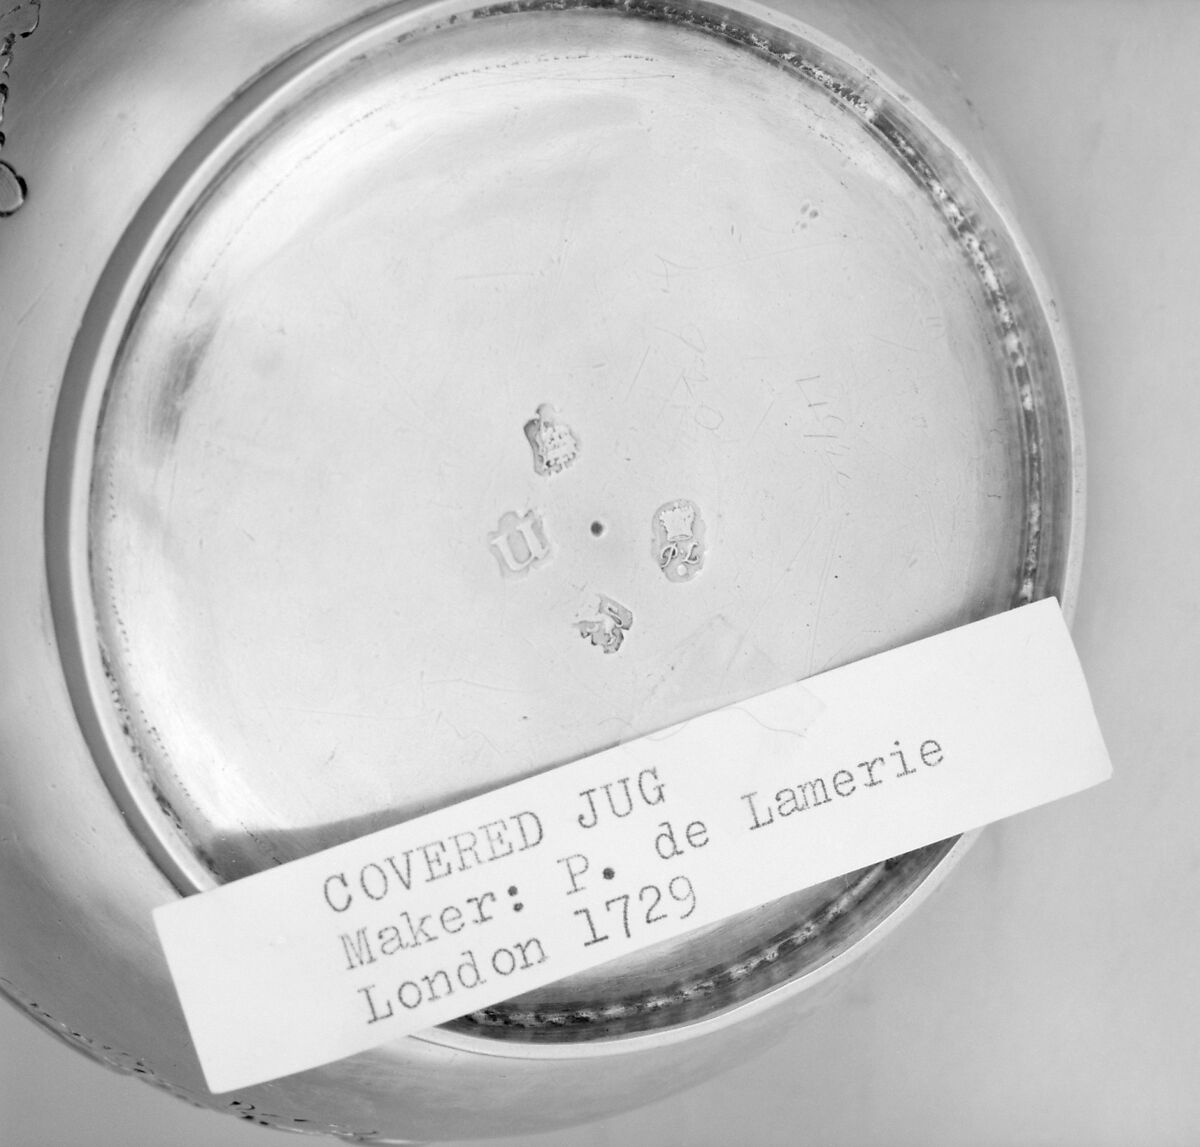 u
P L
COVERED JUG
Maker: P. de Lamerie
London 1729